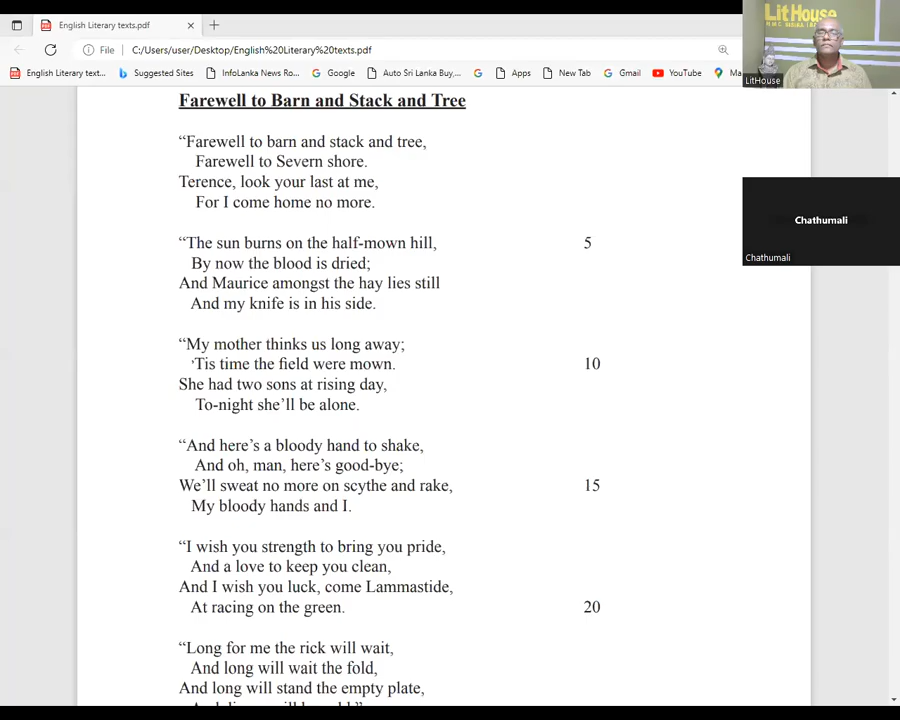 English Literary texts.pdf
File
C:/Users/user/Desktop/English%20Literary%20texts.pdf
English Literary text...
Suggested Sites
InfoLanka News Ro...
Google
Auto Sri Lanka Buy,...
Apps
New Tab
Gmail
YouTube
Ma
Lit House
LitHouse
Chathumali
Chathumali
Farewell to Barn and Stack and Tree
“Farewell to barn and stack and tree,
Farewell to Severn shore.
Terence, look your last at me,
For I come home no more.
“The sun burns on the half-mown hill, 5
By now the blood is dried;
And Maurice amongst the hay lies still
And my knife is in his side.
“My mother thinks us long away;
’Tis time the field were mown. 10
She had two sons at rising day,
To-night she’ll be alone.
“And here’s a bloody hand to shake,
And oh, man, here’s good-bye;
We’ll sweat no more on scythe and rake, 15
My bloody hands and I.
“I wish you strength to bring you pride,
And a love to keep you clean,
And I wish you luck, come Lammastide,
At racing on the green. 20
“Long for me the rick will wait,
And long will wait the fold,
And long will stand the empty plate,